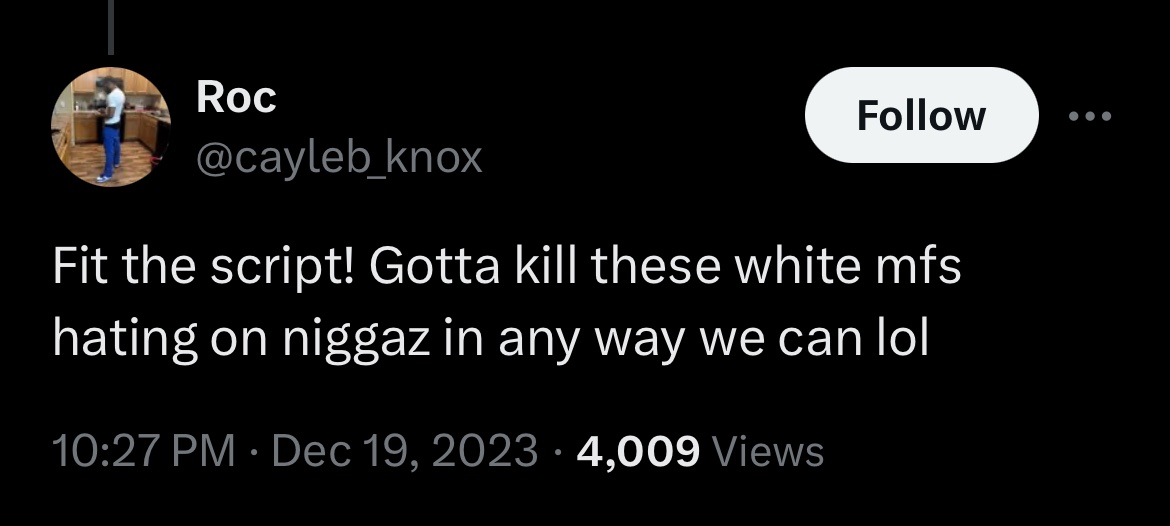 Roc
@cayleb_knox
Follow
Fit the script! Gotta kill these white mfs
hating on niggaz in any way we can lol
10:27 PM · Dec 19, 2023 · 4,009 Views